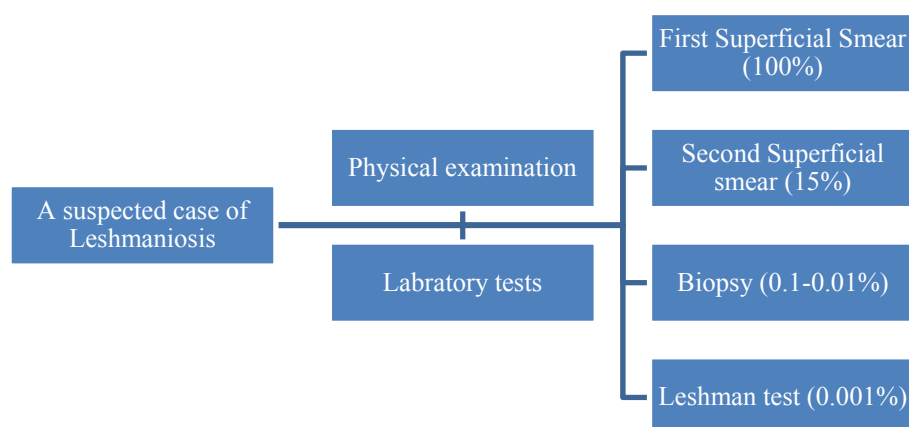 A suspected case of
Leshmaniosis
Physical examination
Labratory tests
First Superficial Smear
(100%)
Second Superficial
smear (15%)
Biopsy (0.1-0.01%)
Leshman test (0.001%)